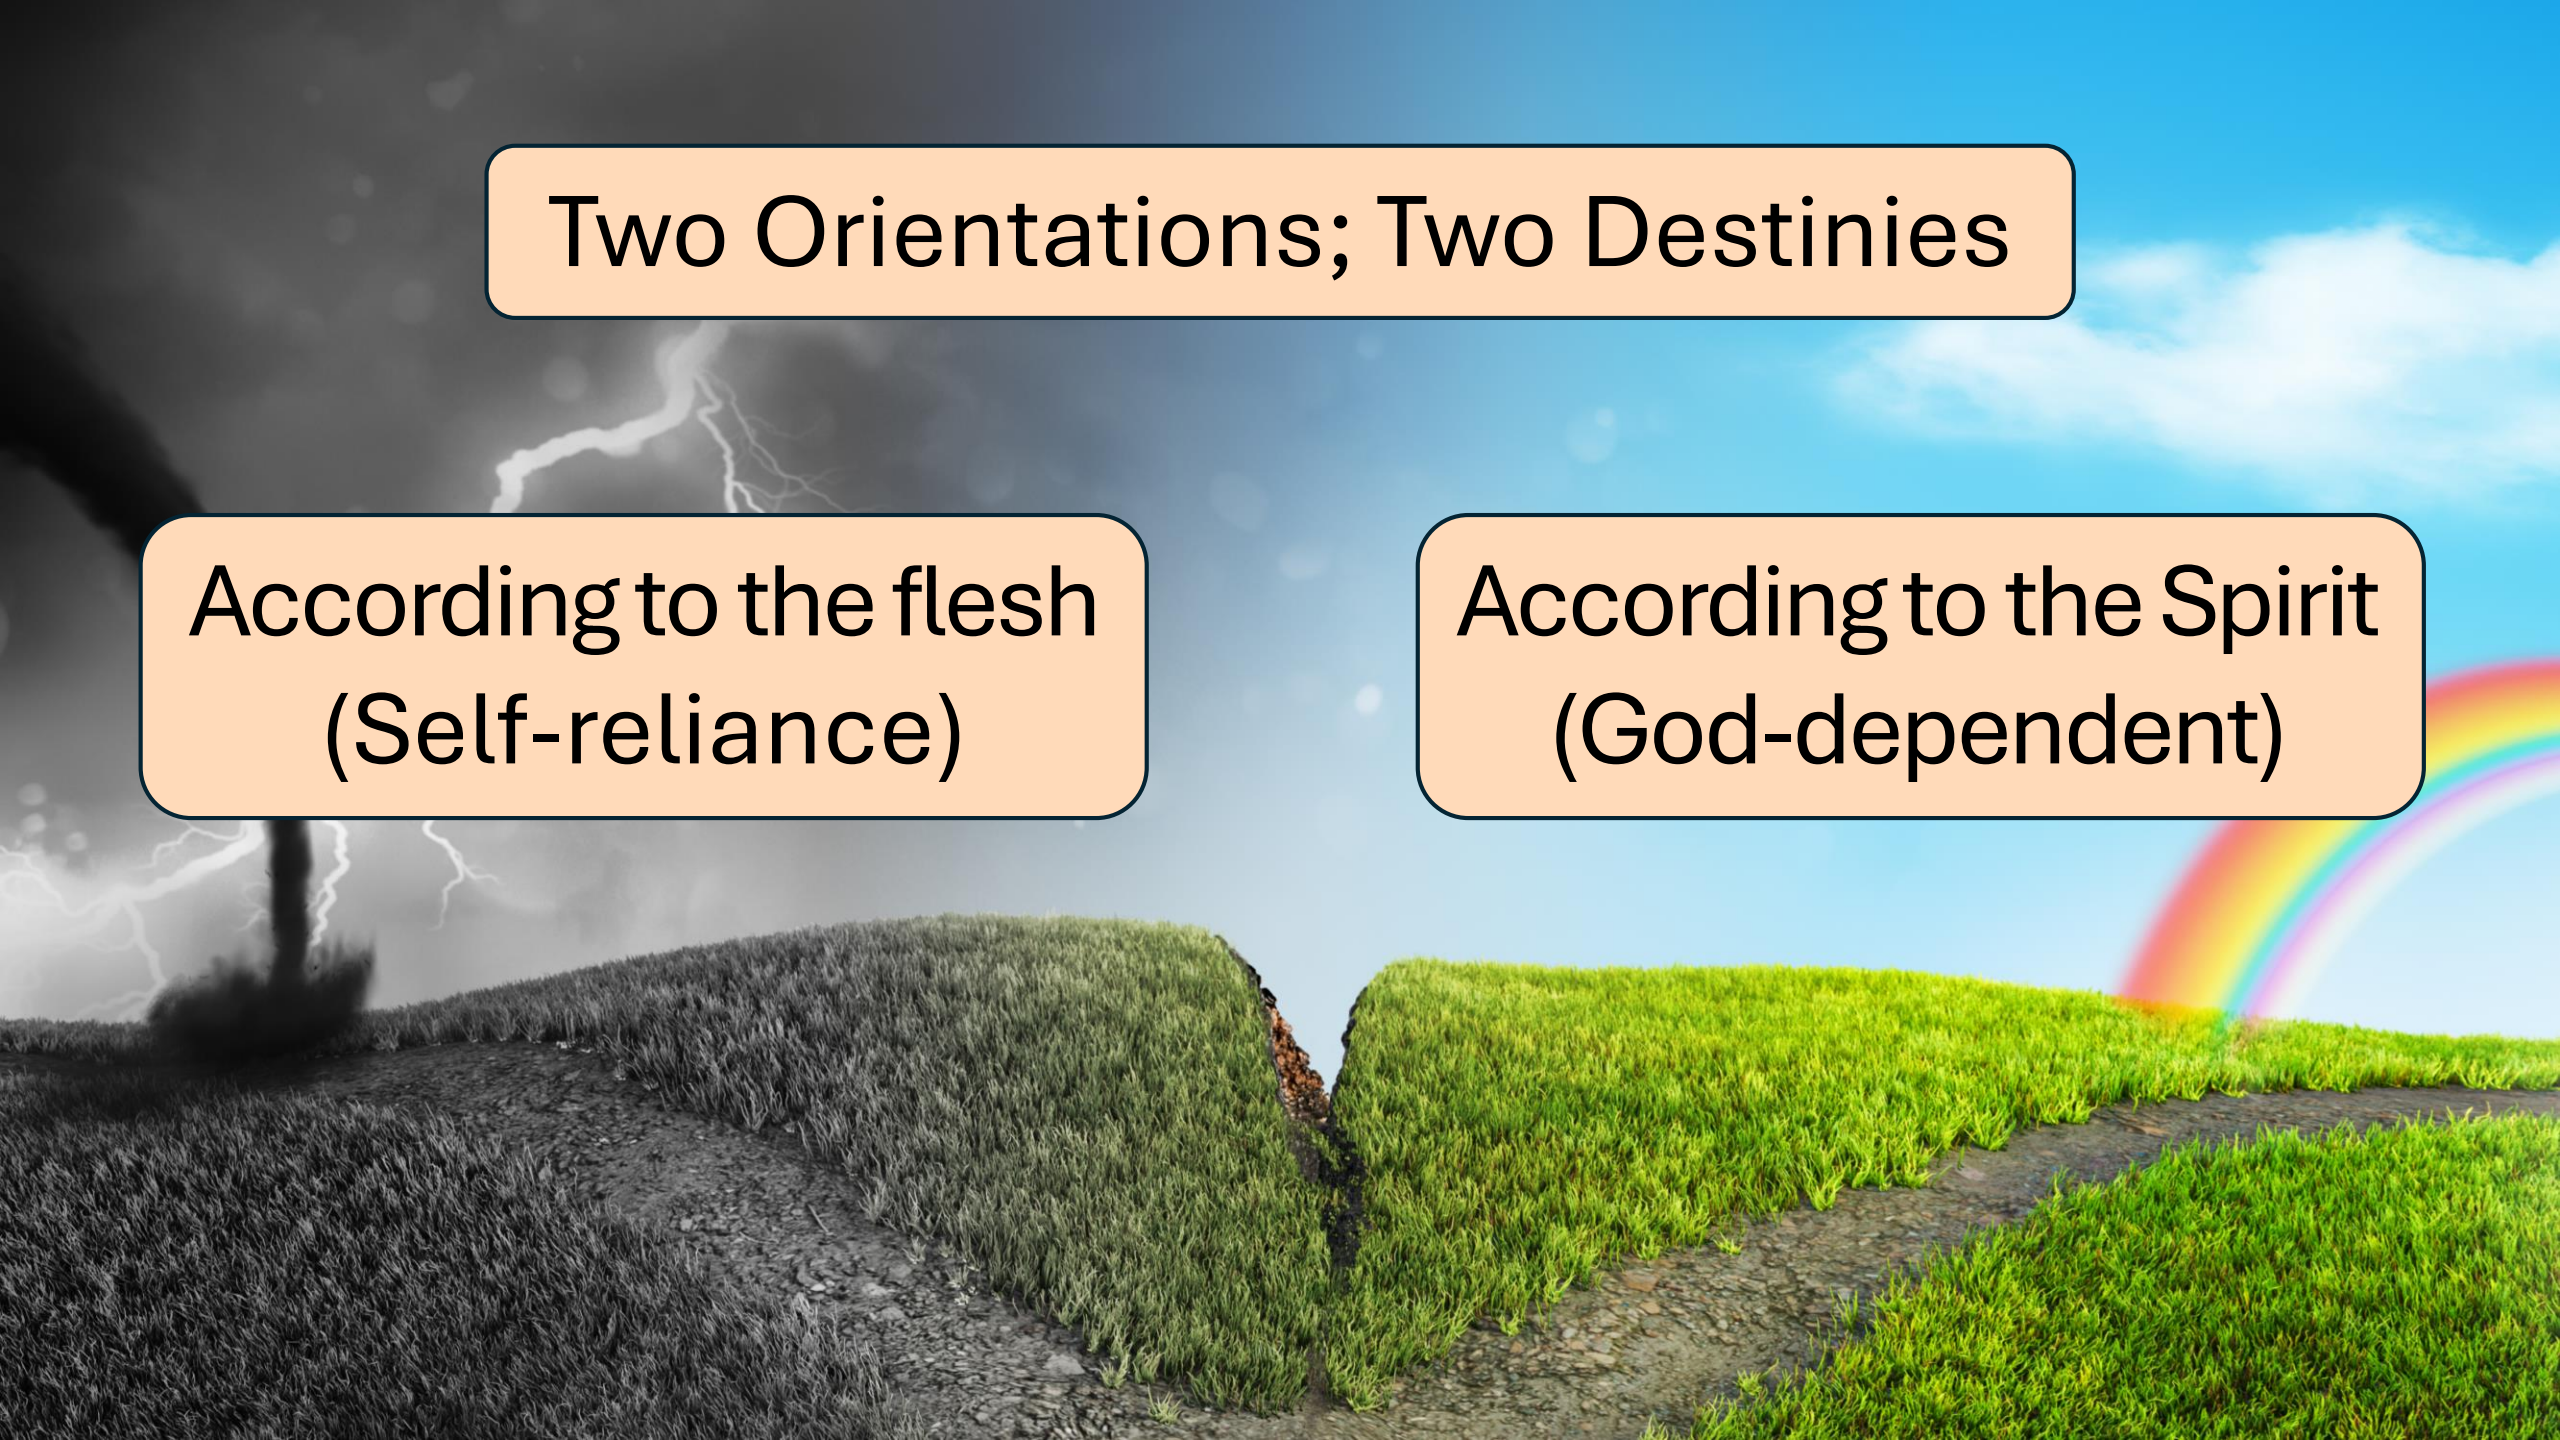 Two Orientations; Two Destinies
According to the flesh
(Self-reliance)
According to the Spirit
(God-dependent)